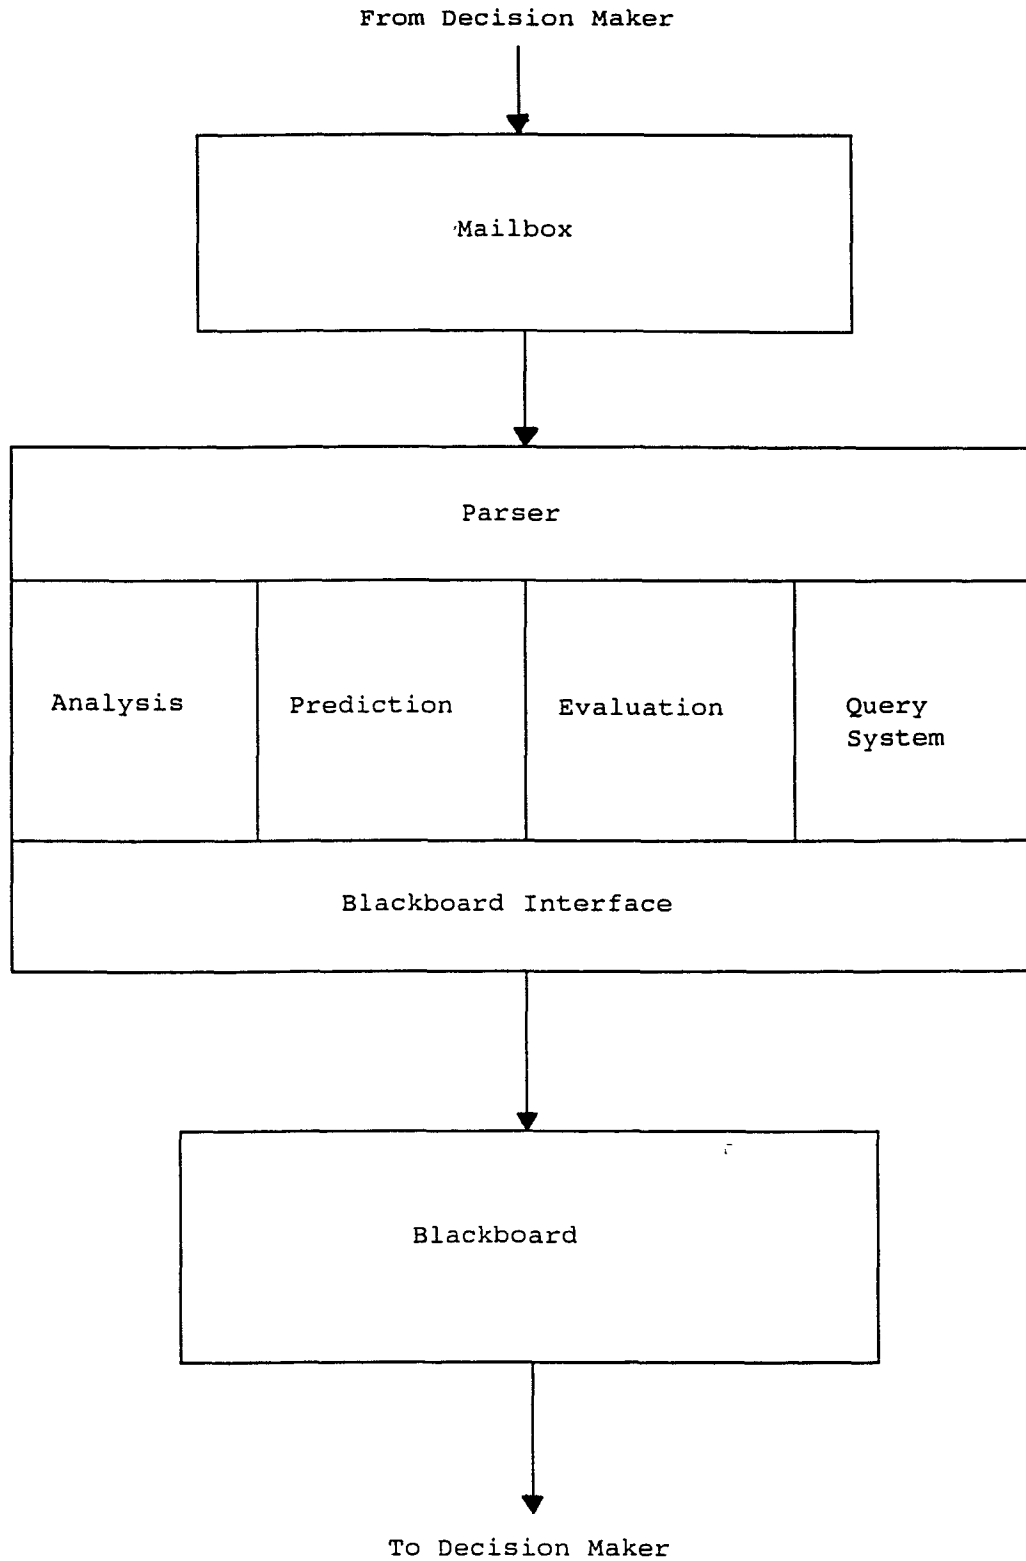 From Decision Maker
Mailbox
Parser
Analysis
Prediction
Evaluation
Query
System
Blackboard Interface
Blackboard
To Decision Maker